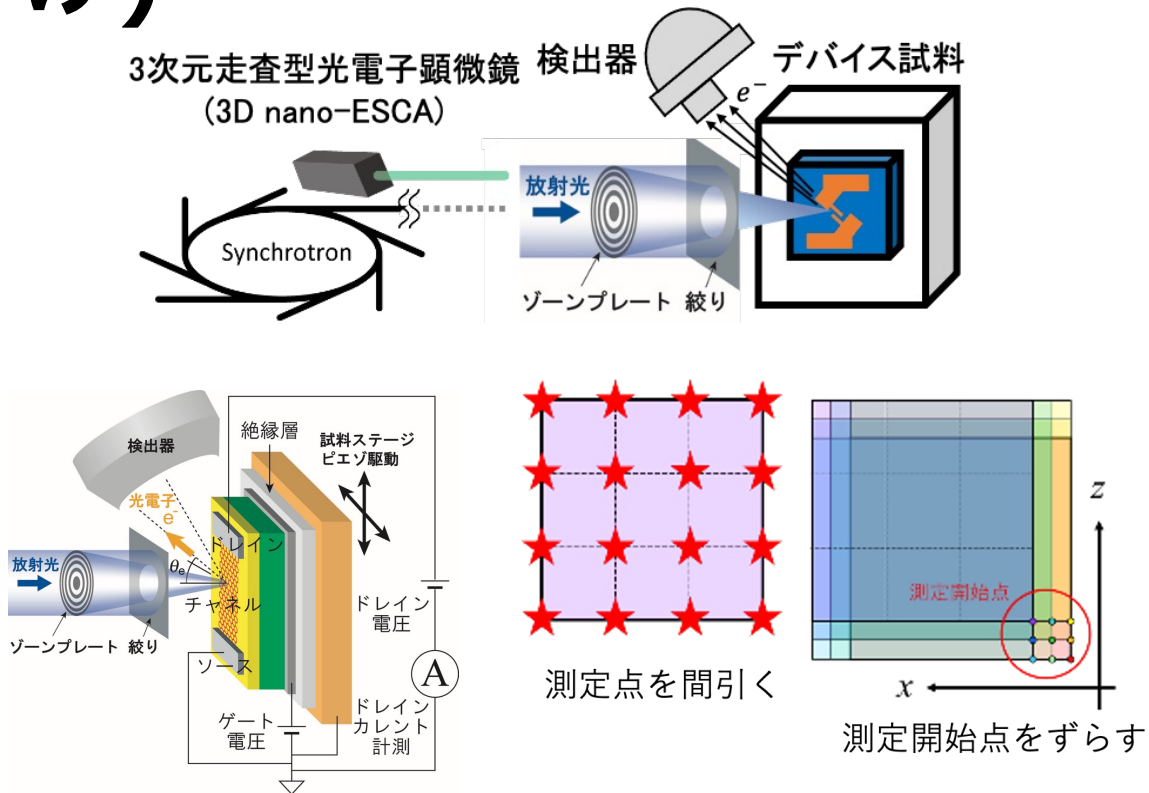 み)
3次元走査型光電子顕微鏡
(3D nano-ESCA)
検出器
デバイス試料
e⁻
放射光
Synchrotron
ゾーンプレート 絞り
検出器
絶縁層
試料ステージ
ピエゾ駆動
光電子
e⁻
ドレイン
放射光
θe
チャネル
ゾーンプレート 絞り
ソース
ドレイン
電圧
A
ゲート
電圧
ドレイン
カレント
計測
測定点を間引く
z
測定開始点
x
測定開始点をずらす